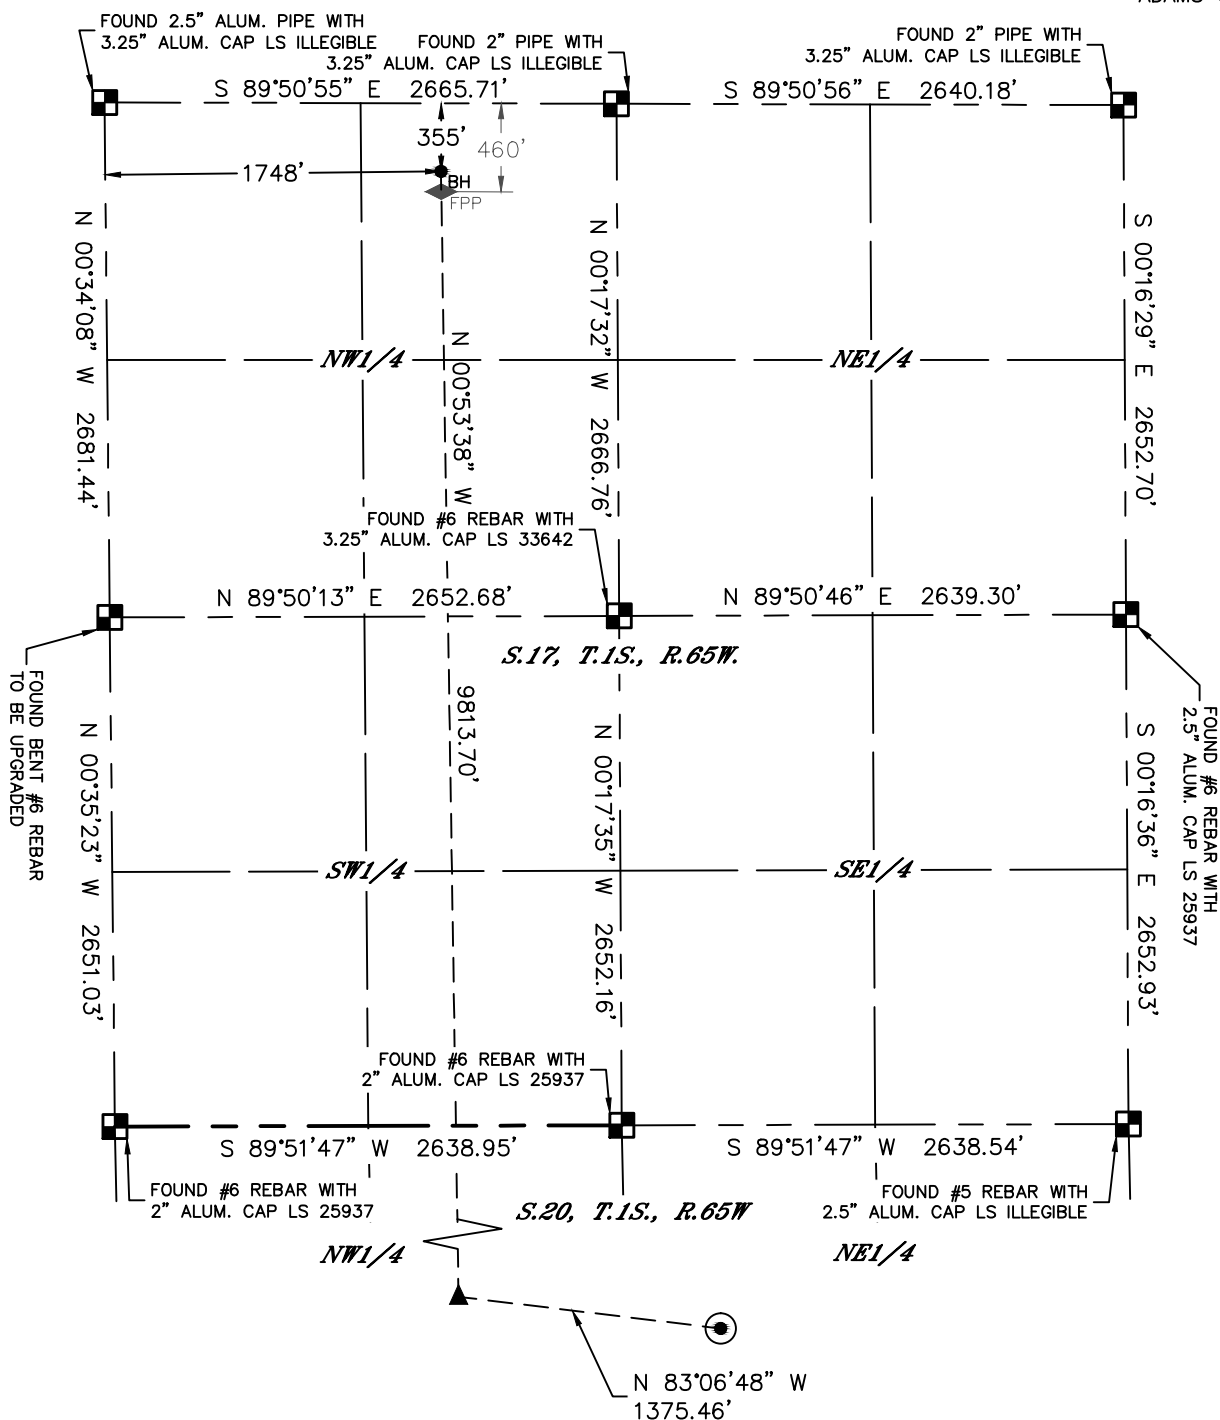 FOUND 2.5" ALUM. PIPE WITH
3.25" ALUM. CAP LS ILLEGIBLE
FOUND 2" PIPE WITH
3.25" ALUM. CAP LS ILLEGIBLE
FOUND 2" PIPE WITH
3.25" ALUM. CAP LS ILLEGIBLE
S 89°50'55" E 2665.71'
S 89°50'56" E 2640.18'
355'
460'
1748'
BH
FPP
N 00°34'08" W 2681.44'
N 00°53'38" W
9813.70'
N 00°17'32" W 2666.76'
S 00°16'29" E 2652.70'
NW1/4
NE1/4
FOUND #6 REBAR WITH
3.25" ALUM. CAP LS 33642
N 89°50'13" E 2652.68'
N 89°50'46" E 2639.30'
S.17, T.1S., R.65W.
FOUND BENT #6 REBAR
TO BE UPGRADED
FOUND #6 REBAR WITH
2.5" ALUM. CAP LS 25937
N 00°35'23" W 2651.03'
N 00°17'35" W 2652.16'
S 00°16'36" E 2652.93'
SW1/4
SE1/4
FOUND #6 REBAR WITH
2" ALUM. CAP LS 25937
S 89°51'47" W 2638.95'
S 89°51'47" W 2638.54'
FOUND #6 REBAR WITH
2" ALUM. CAP LS 25937
FOUND #5 REBAR WITH
2.5" ALUM. CAP LS ILLEGIBLE
S.20, T.1S., R.65W
NW1/4
NE1/4
N 83°06'48" W
1375.46'